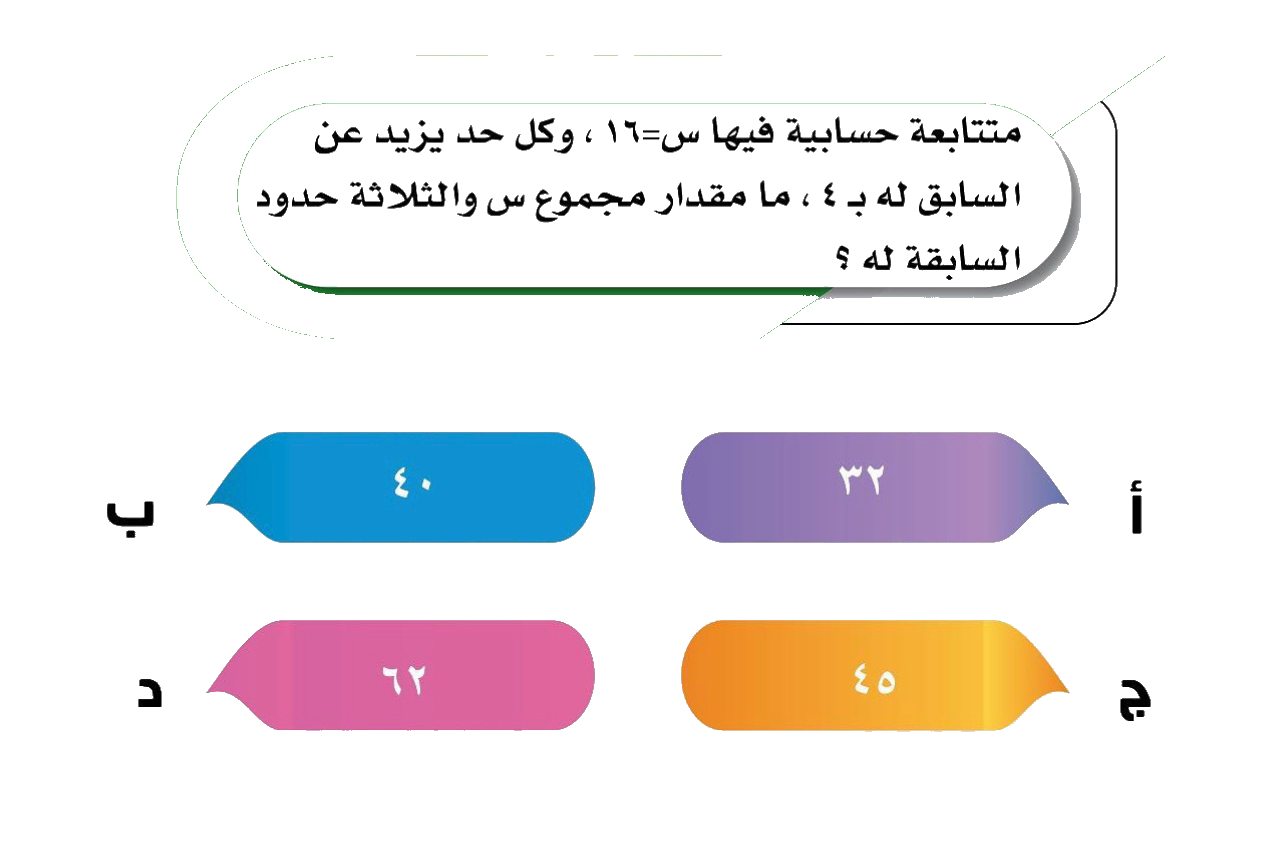 متتابعة حسابية فيها س=١٦ ، وكل حد يزيد عن
السابق له بـ ٤ ، ما مقدار مجموع س والثلاثة حدود
السابقة له ؟
أ
٣٢
ب
٤٠
ج
٤٥
د
٦٢